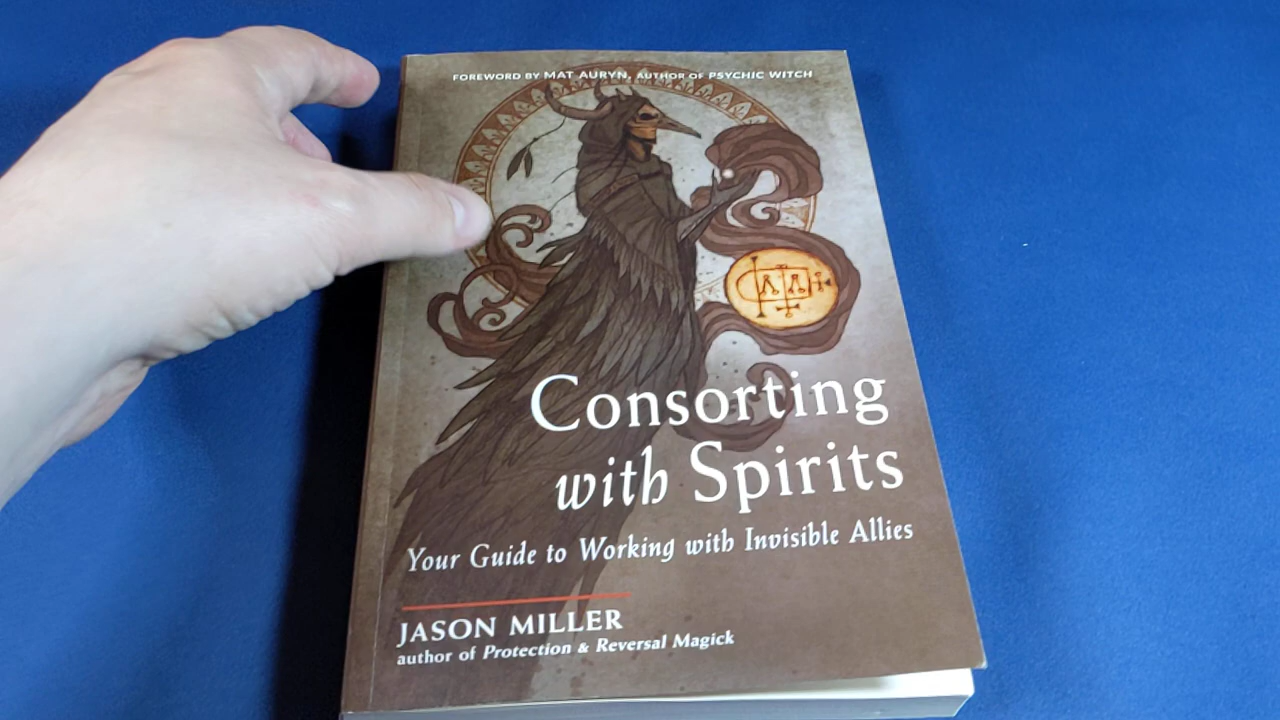 FOREWORD BY MAT AURYN, AUTHOR OF PSYCHIC WITCH
Consorting
with Spirits
Your Guide to Working with Invisible Allies
JASON MILLER
author of Protection & Reversal Magick